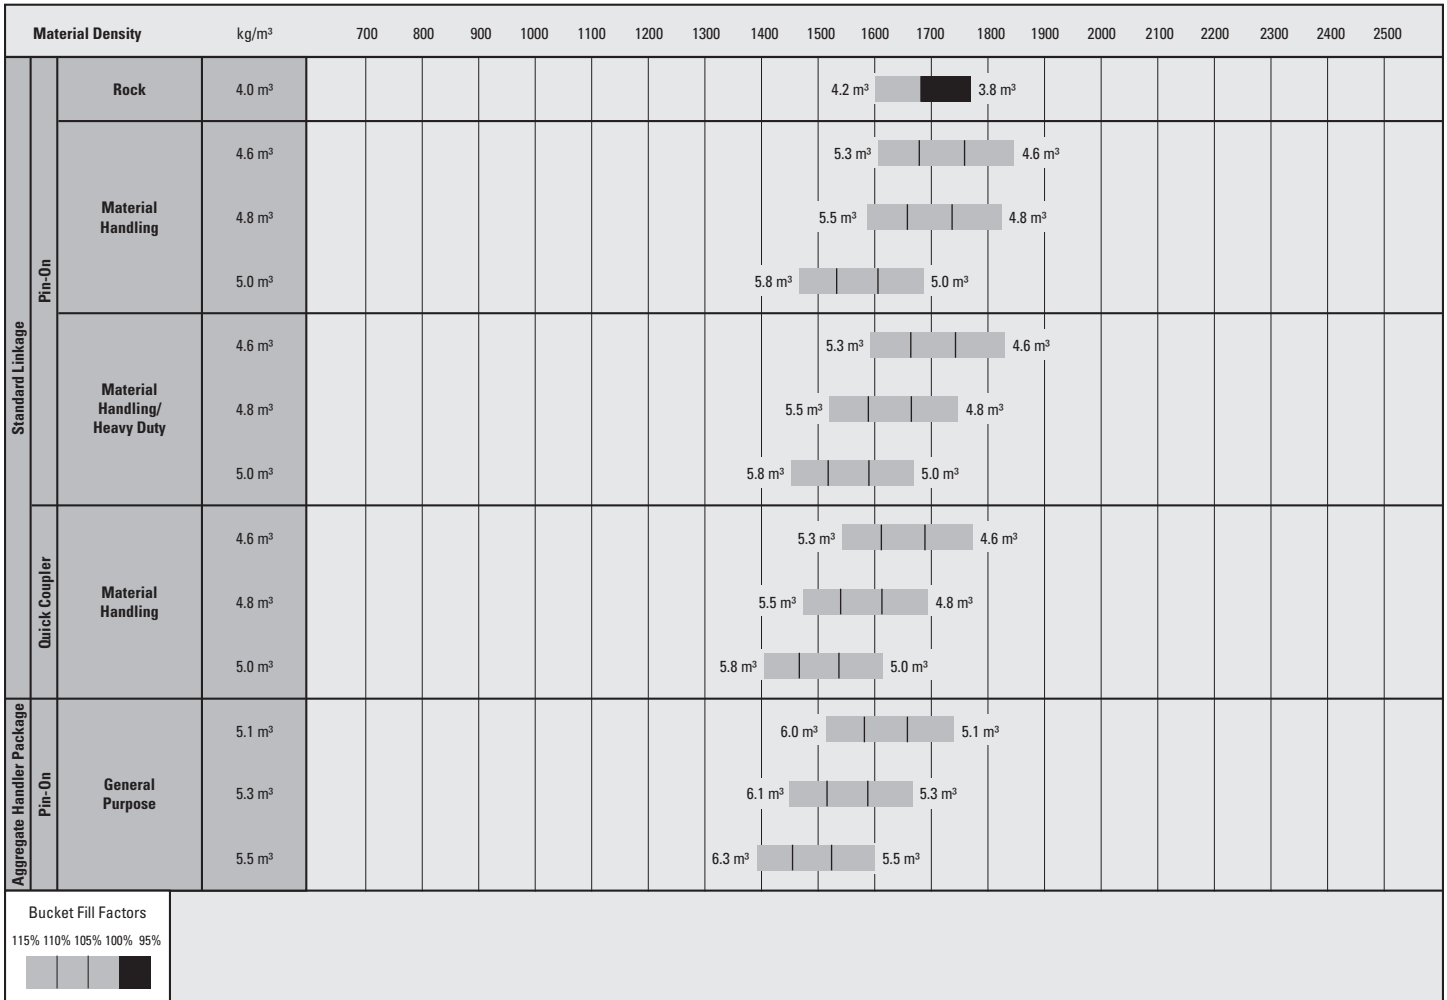 Material Density kg/m³ 700 800 900 1000 1100 1200 1300 1400 1500 1600 1700 1800 1900 2000 2100 2200 2300 2400 2500
Standard Linkage
Pin-On
Rock
4.0 m³ 4.2 m³ 3.8 m³
Material
Handling
4.6 m³ 5.3 m³ 4.6 m³
4.8 m³ 5.5 m³ 4.8 m³
5.0 m³ 5.8 m³ 5.0 m³
Material
Handling/
Heavy Duty
4.6 m³ 5.3 m³ 4.6 m³
4.8 m³ 5.5 m³ 4.8 m³
5.0 m³ 5.8 m³ 5.0 m³
Quick Coupler
Material
Handling
4.6 m³ 5.3 m³ 4.6 m³
4.8 m³ 5.5 m³ 4.8 m³
5.0 m³ 5.8 m³ 5.0 m³
Aggregate Handler Package
Pin-On
General
Purpose
5.1 m³ 6.0 m³ 5.1 m³
5.3 m³ 6.1 m³ 5.3 m³
5.5 m³ 6.3 m³ 5.5 m³
Bucket Fill Factors
115% 110% 105% 100% 95%